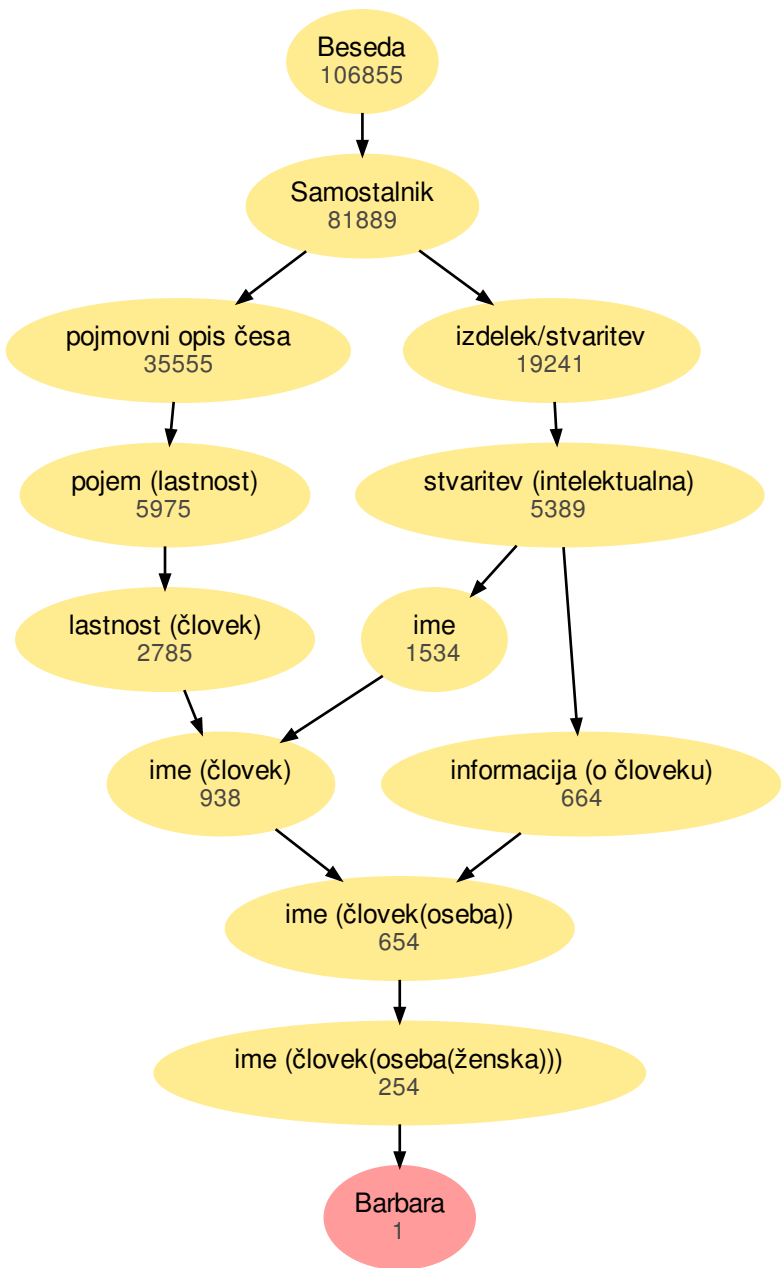 Beseda
106855
Samostalnik
81889
pojmovni opis česa
35555
izdelek/stvaritev
19241
pojem (lastnost)
5975
stvaritev (intelektualna)
5389
lastnost (človek)
2785
ime
1534
ime (človek)
938
informacija (o človeku)
664
ime (človek(oseba))
654
ime (človek(oseba(ženska)))
254
Barbara
1